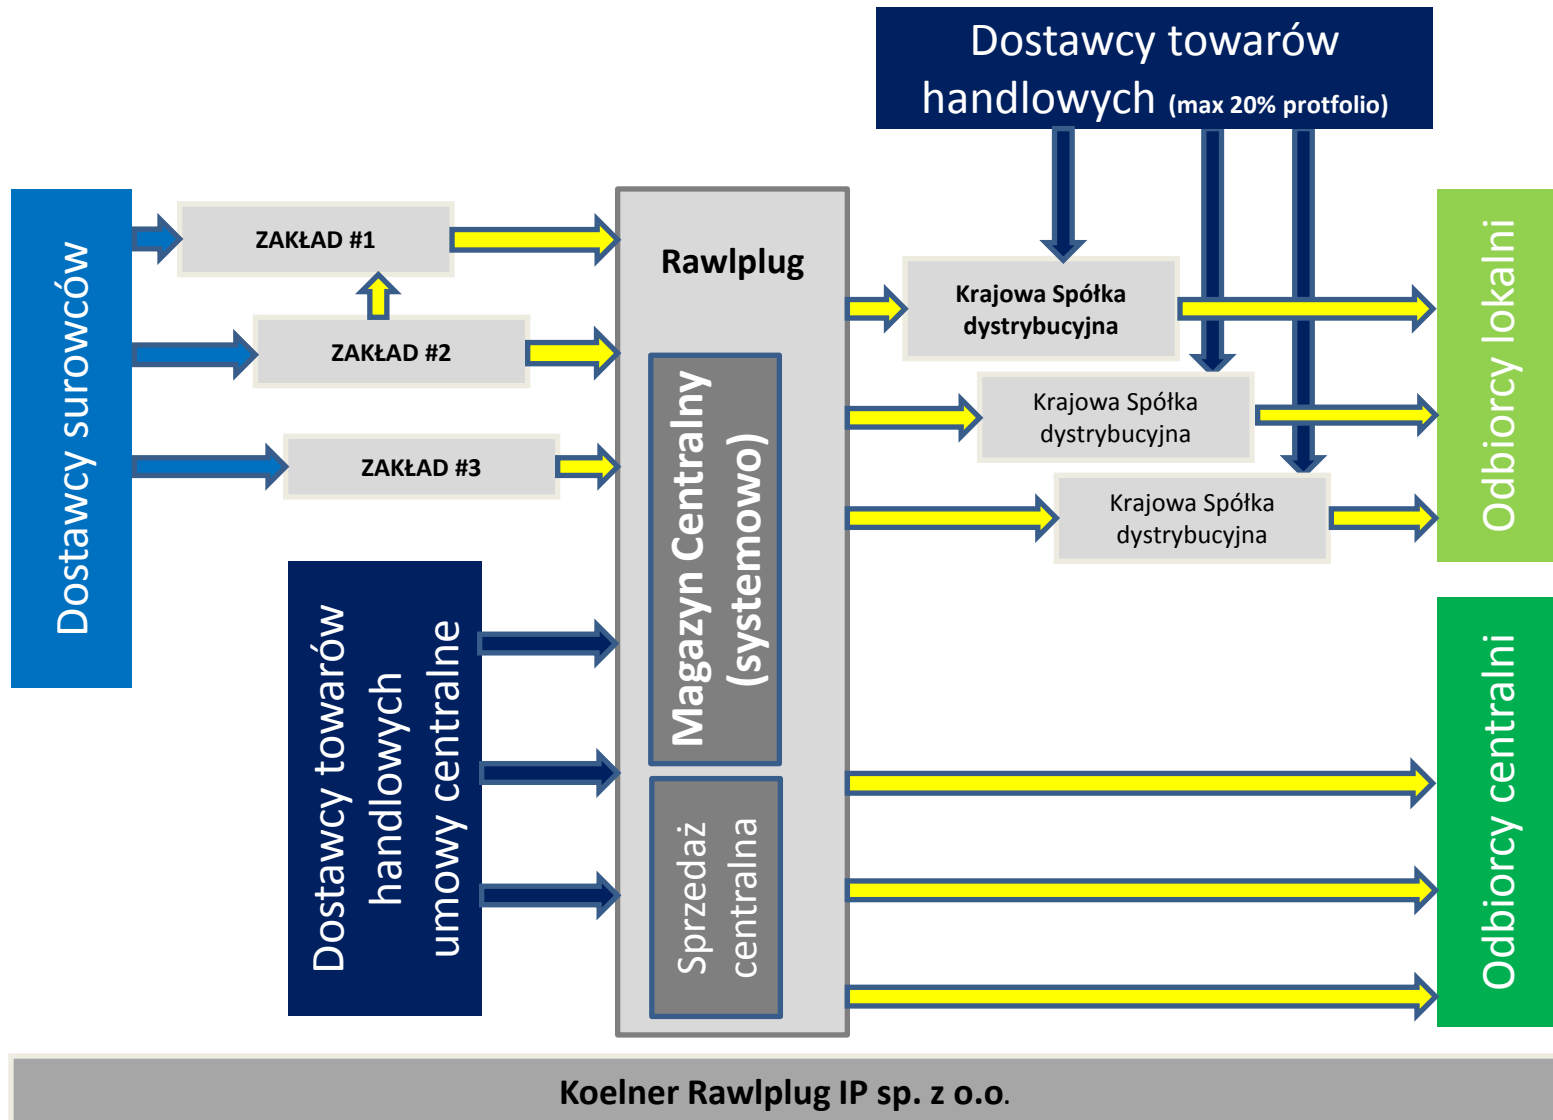 Dostawcy towarów
handlowych (max 20% protfolio)
Dostawcy surowców
ZAKŁAD #1
ZAKŁAD #2
ZAKŁAD #3
Dostawcy towarów
handlowych
umowy centralne
Rawlplug
Magazyn Centralny
(systemowo)
Sprzedaż
centralna
Krajowa Spółka
dystrybucyjna
Krajowa Spółka
dystrybucyjna
Krajowa Spółka
dystrybucyjna
Odbiorcy lokalni
Odbiorcy centralni
Koelner Rawlplug IP sp. z o.o.